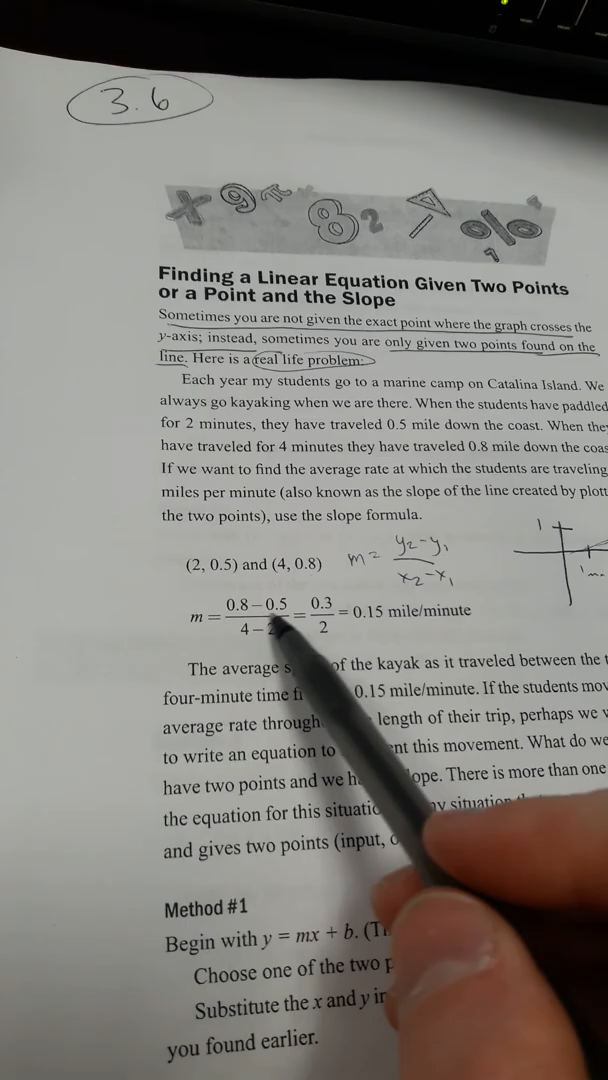 3.6
Finding a Linear Equation Given Two Points
or a Point and the Slope
Sometimes you are not given the exact point where the graph crosses the
y-axis; instead, sometimes you are only given two points found on the
line. Here is a real life problem:
Each year my students go to a marine camp on Catalina Island. We
always go kayaking when we are there. When the students have paddled
for 2 minutes, they have traveled 0.5 mile down the coast. When
have traveled for 4 minutes they have traveled 0.8 mile down the
If we want to find the average rate at which the students are traveling
miles per minute (also known as the slope of the line created by
the two points), use the slope formula.
(2, 0.5) and (4, 0.8) m = y₂-y₁ / x₂-x₁
1
m = 0.8 – 0.5 / 4 – 2 = 0.3 / 2 = 0.15 mile/minute
The average of the kayak as it traveled between the
four-minute time 0.15 mile/minute. If the students
average rate length of their trip, perhaps we
to write an equation to this movement. What do we
have two points and we There is more than one
the equation for this
and gives two points (input,
Method #1
Begin with y = mx + b.
Choose one of the two
Substitute the x and y
you found earlier.